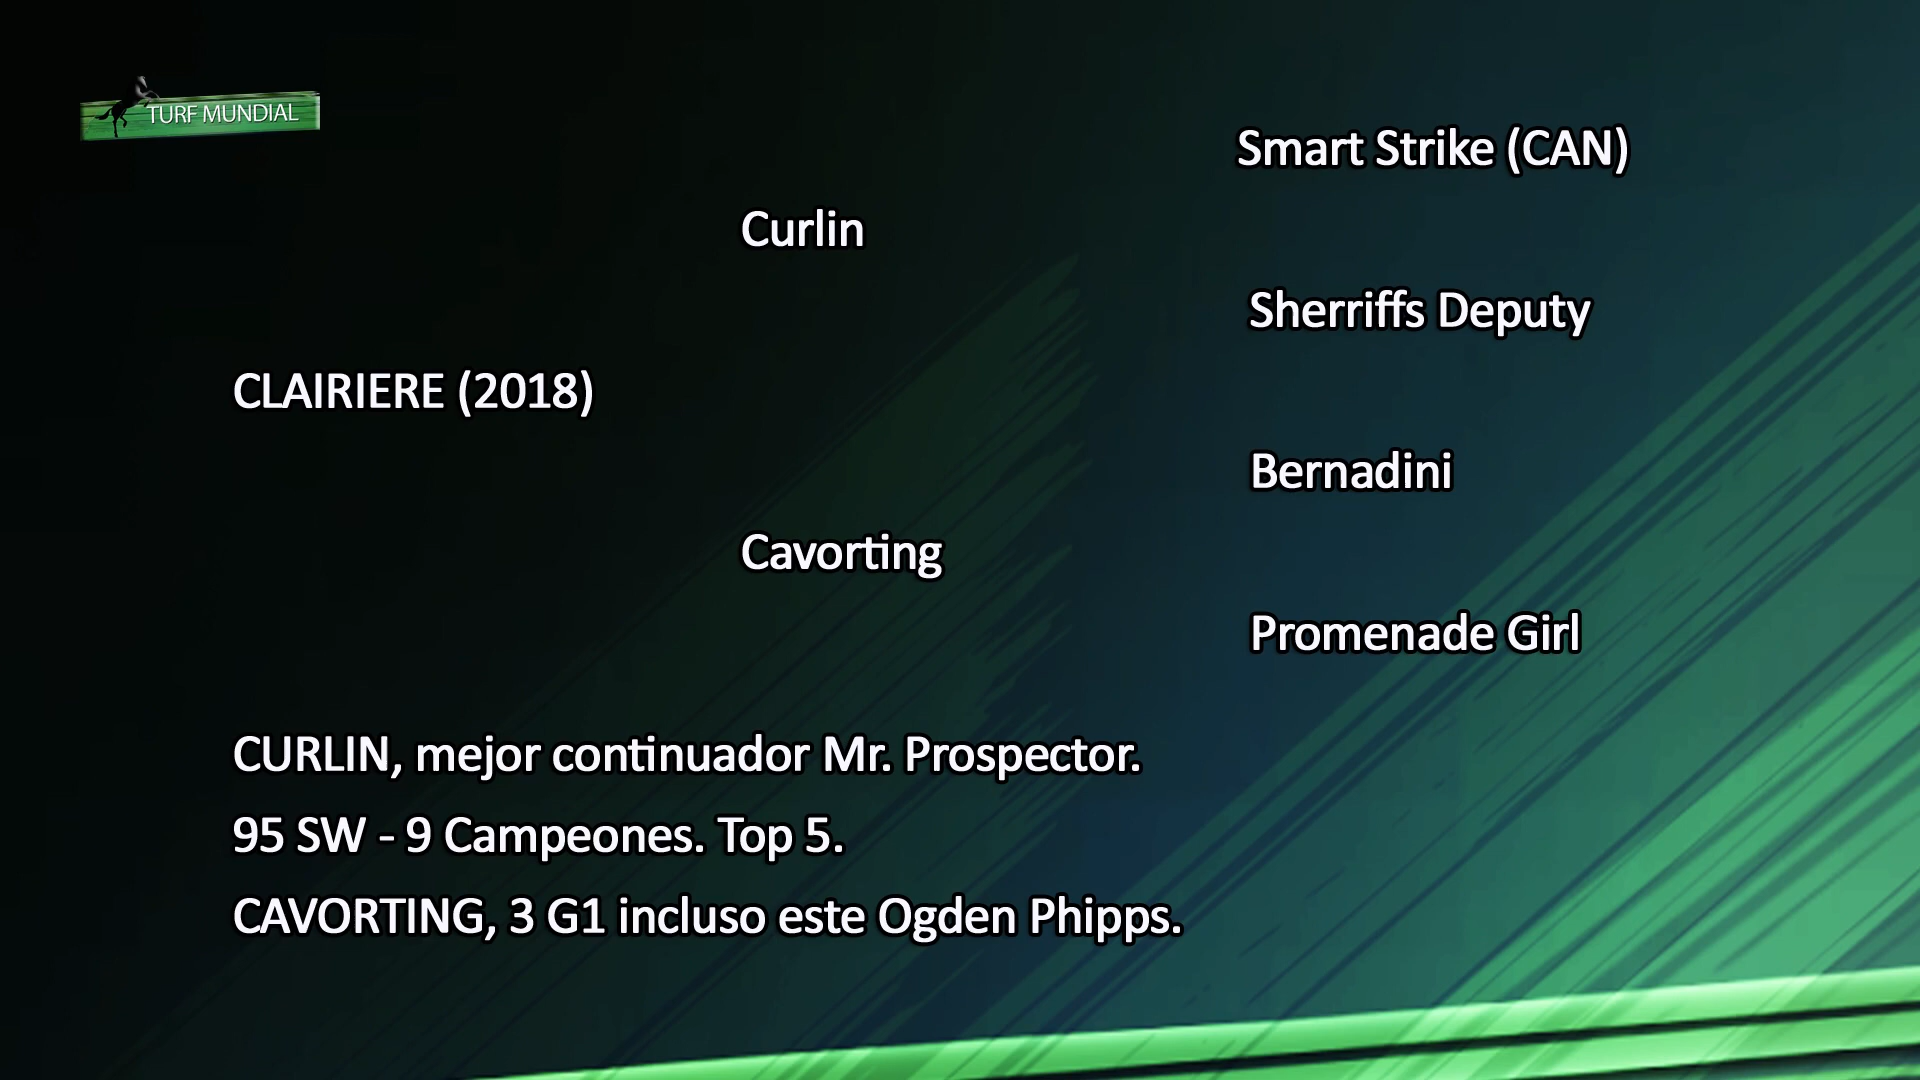 TURF MUNDIAL
Smart Strike (CAN)
Curlin
Sherriffs Deputy
CLAIRIERE (2018)
Bernadini
Cavorting
Promenade Girl
CURLIN, mejor continuador Mr. Prospector.
95 SW - 9 Campeones. Top 5.
CAVORTING, 3 G1 incluso este Ogden Phipps.